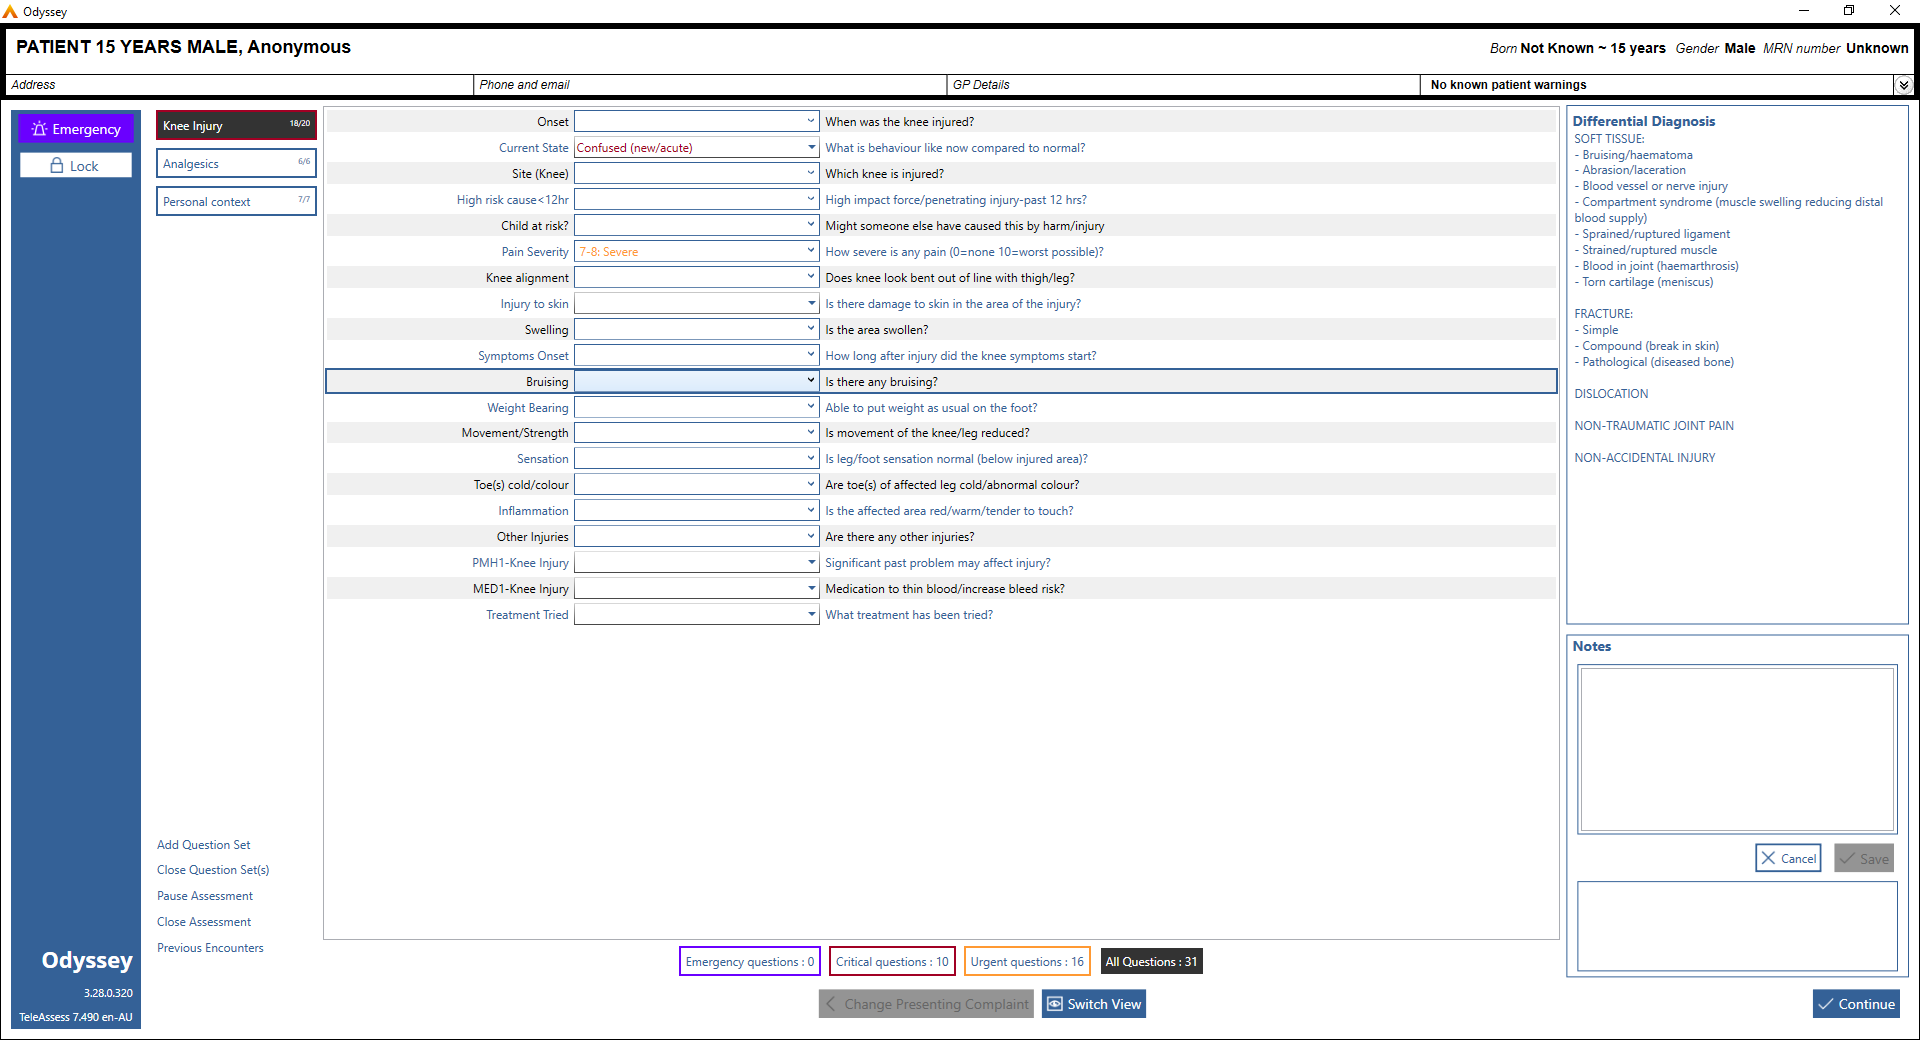 Odyssey
PATIENT 15 YEARS MALE, Anonymous
Born Not Known ~ 15 years Gender Male MRN number Unknown
Address
Phone and email
GP Details
No known patient warnings
Emergency
Lock
Knee Injury 18/20
Analgesics 6/6
Personal context 7/7
Onset When was the knee injured?
Current State Confused (new/acute) What is behaviour like now compared to normal?
Site (Knee) Which knee is injured?
High risk cause<12hr High impact force/penetrating injury-past 12 hrs?
Child at risk? Might someone else have caused this by harm/injury
Pain Severity 7-8: Severe How severe is any pain (0=none 10=worst possible)?
Knee alignment Does knee look bent out of line with thigh/leg?
Injury to skin Is there damage to skin in the area of the injury?
Swelling Is the area swollen?
Symptoms Onset How long after injury did the knee symptoms start?
Bruising Is there any bruising?
Weight Bearing Able to put weight as usual on the foot?
Movement/Strength Is movement of the knee/leg reduced?
Sensation Is leg/foot sensation normal (below injured area)?
Toe(s) cold/colour Are toe(s) of affected leg cold/abnormal colour?
Inflammation Is the affected area red/warm/tender to touch?
Other Injuries Are there any other injuries?
PMH1-Knee Injury Significant past problem may affect injury?
MED1-Knee Injury Medication to thin blood/increase bleed risk?
Treatment Tried What treatment has been tried?
Differential Diagnosis
SOFT TISSUE:
- Bruising/haematoma
- Abrasion/laceration
- Blood vessel or nerve injury
- Compartment syndrome (muscle swelling reducing distal
blood supply)
- Sprained/ruptured ligament
- Strained/ruptured muscle
- Blood in joint (haemarthrosis)
- Torn cartilage (meniscus)
FRACTURE:
- Simple
- Compound (break in skin)
- Pathological (diseased bone)
DISLOCATION
NON-TRAUMATIC JOINT PAIN
NON-ACCIDENTAL INJURY
Notes
Cancel
Save
Add Question Set
Close Question Set(s)
Pause Assessment
Close Assessment
Previous Encounters
Odyssey
3.28.0.320
TeleAssess 7.490 en-AU
Emergency questions : 0
Critical questions : 10
Urgent questions : 16
All Questions : 31
Change Presenting Complaint
Switch View
Continue